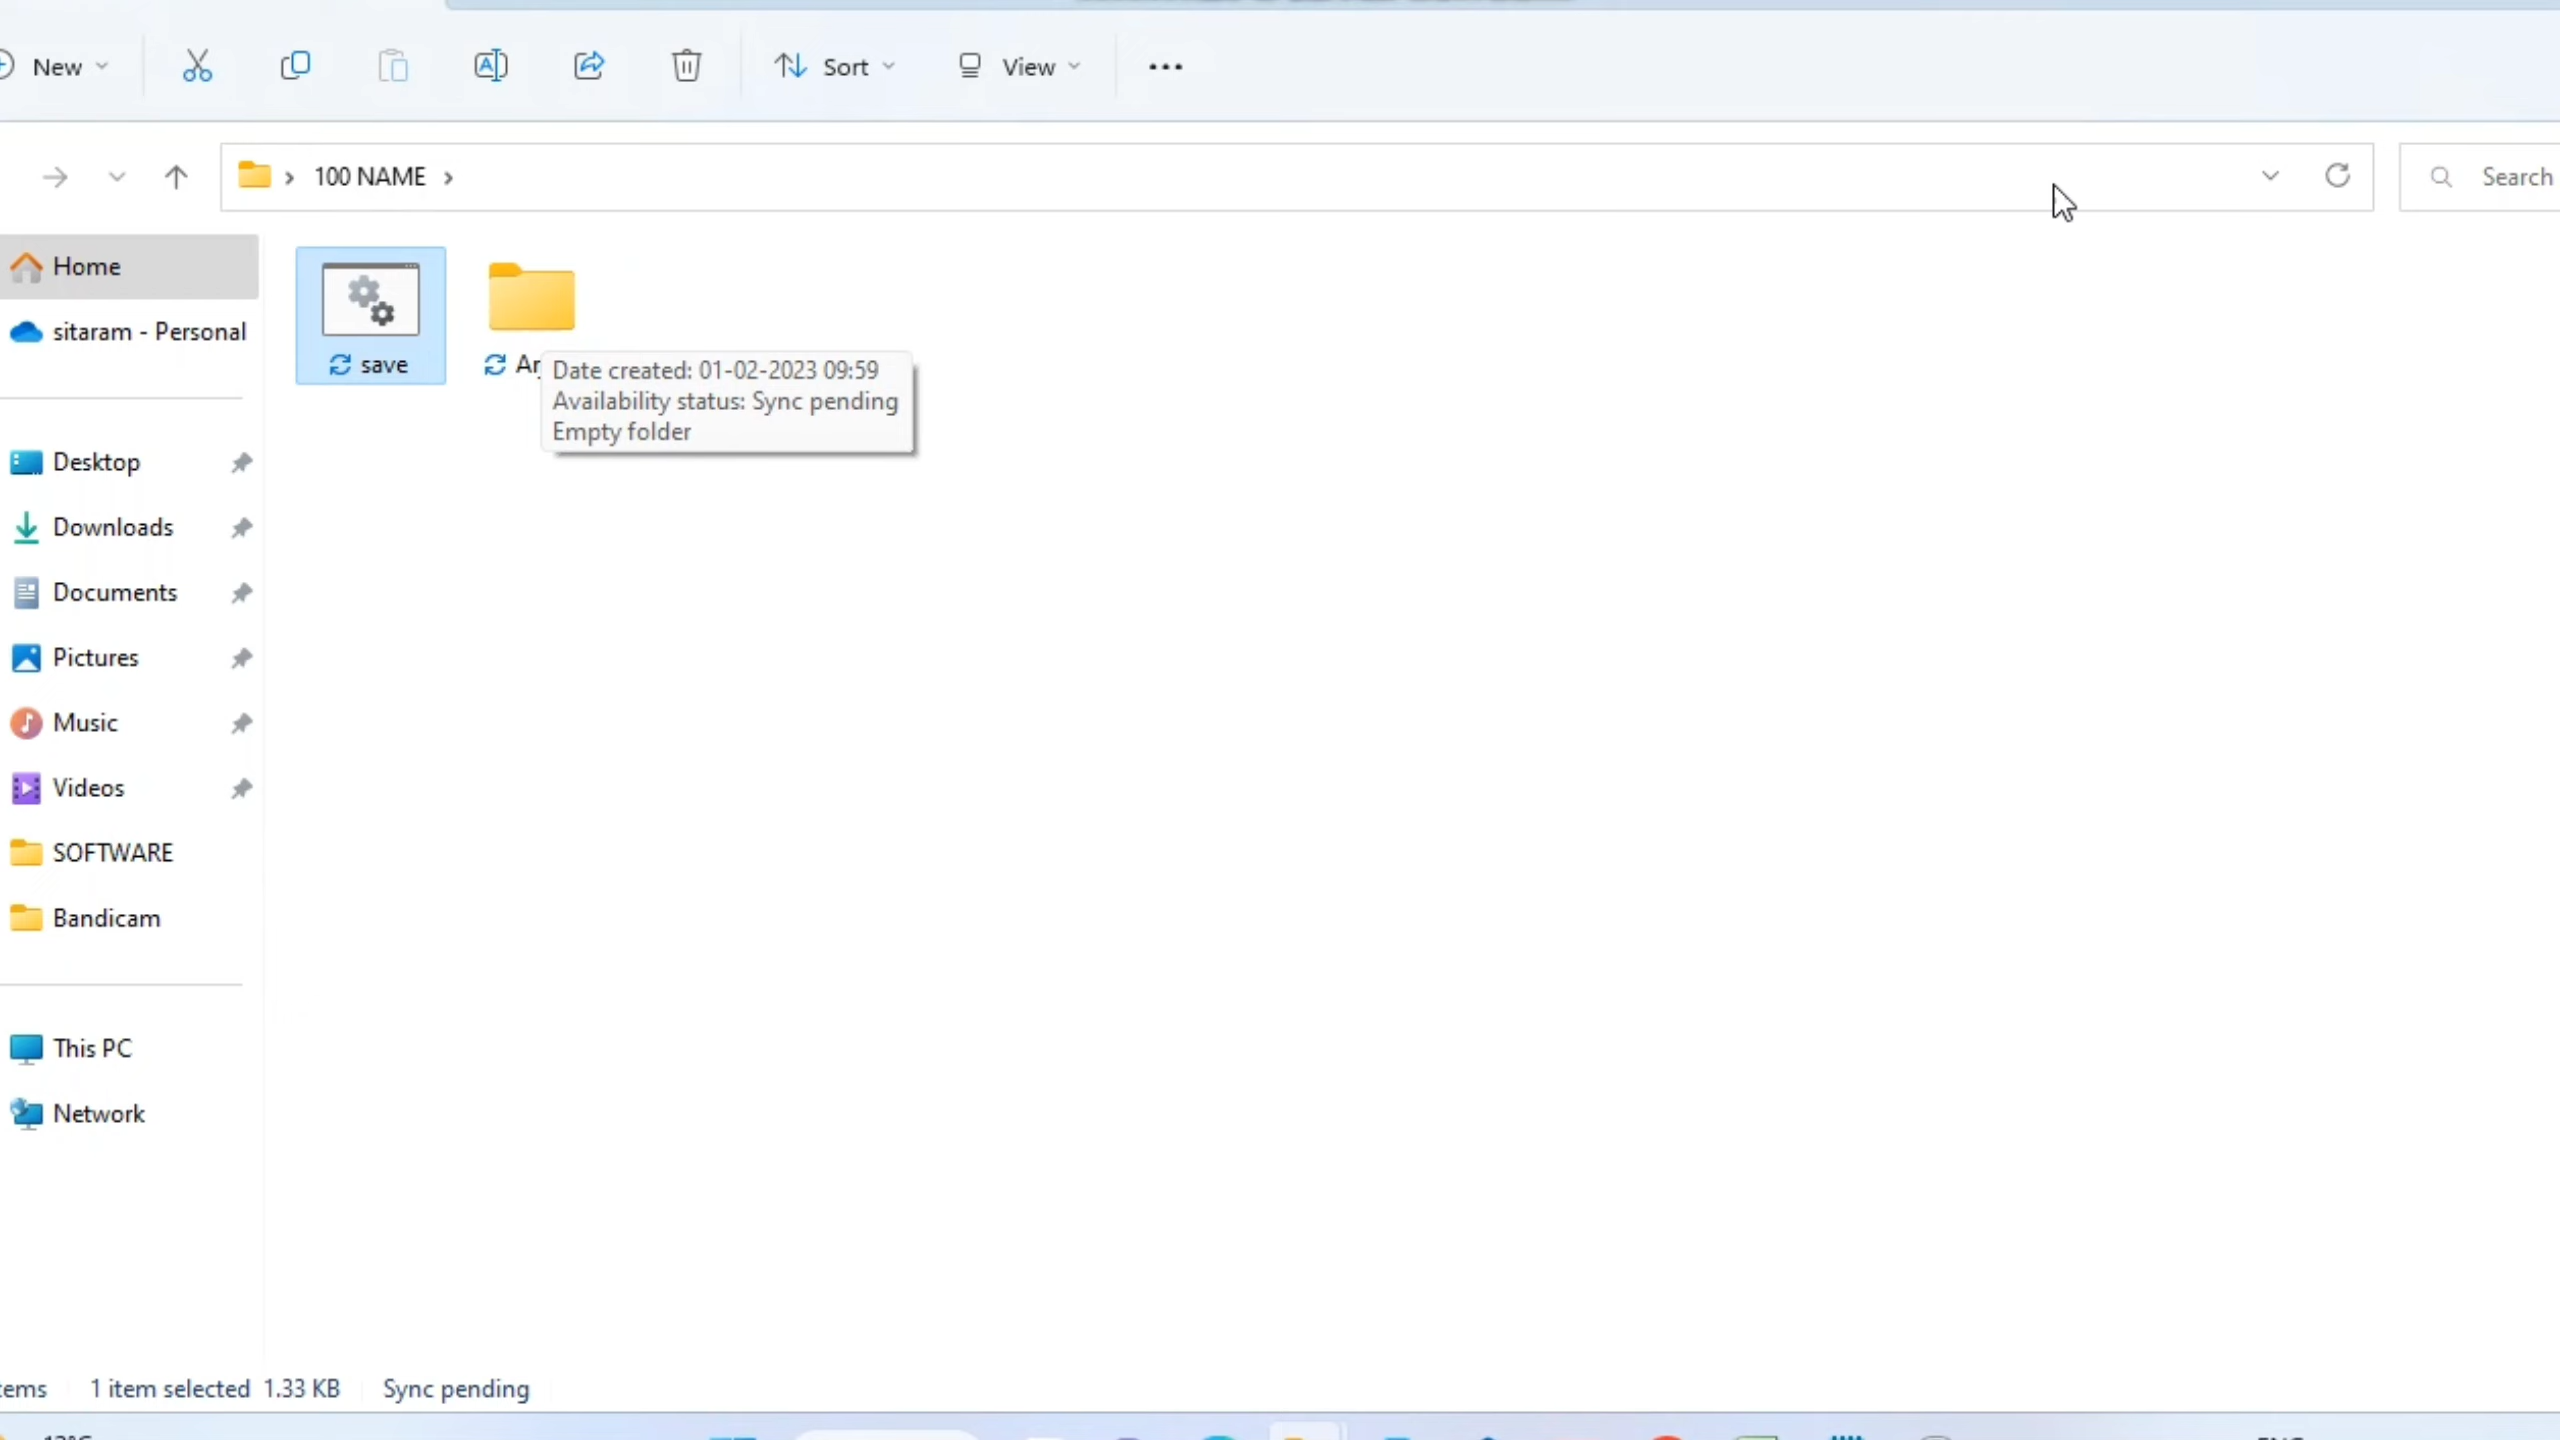 New
Sort
View
100 NAME
Search
Home
sitaram - Personal
save
Date created: 01-02-2023 09:59
Availability status: Sync pending
Empty folder
Desktop
Downloads
Documents
Pictures
Music
Videos
SOFTWARE
Bandicam
This PC
Network
1 item selected 1.33 KB Sync pending